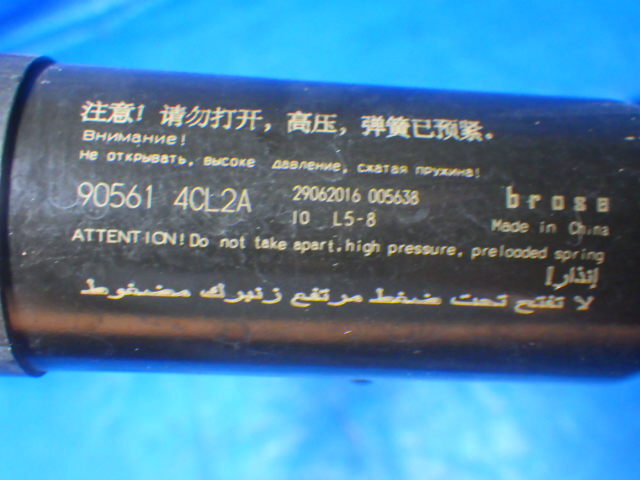 注意！请勿打开，高压，弹簧已预紧。
Внимание!
Не открывать, высоке давление, сжатая пружина!
90561 4CL2A
29062016 005638
IO L5-8
brose
Made in China
ATTENTION! Do not take apart, high pressure, preloaded spring
إنذار!
لا تفتح تحت ضغط مرتفع زنبرك مضغوط